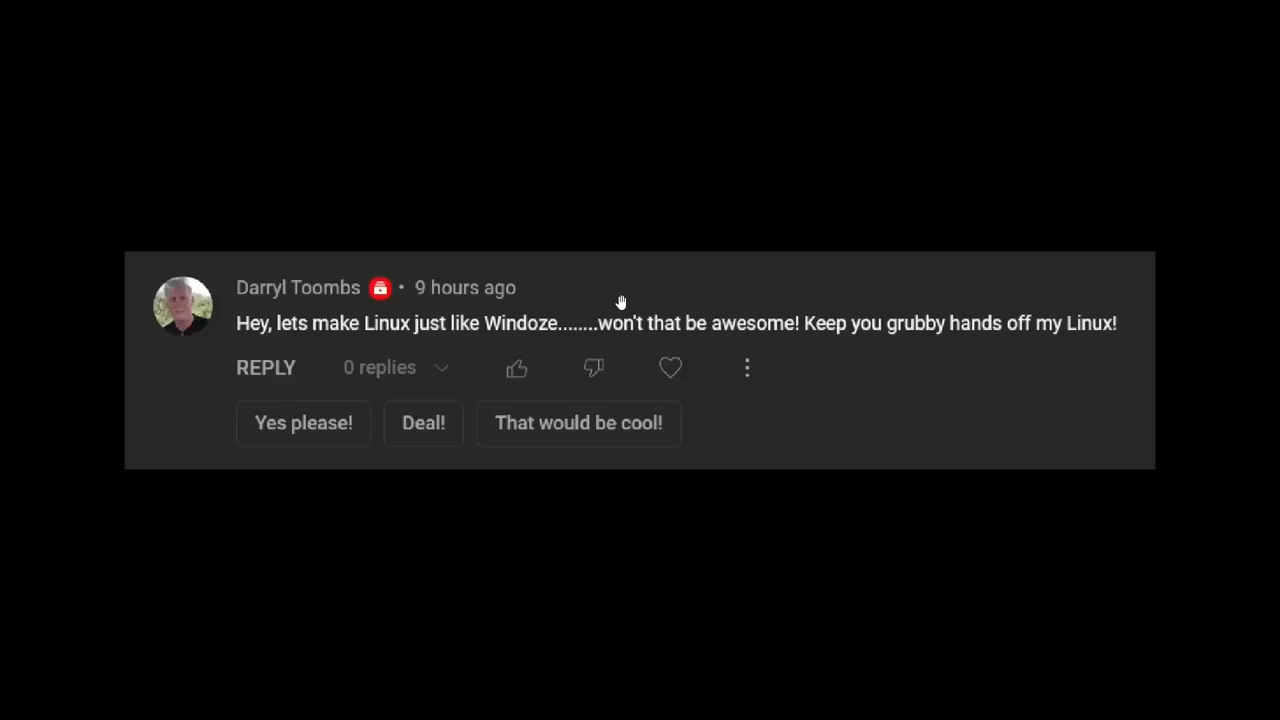 Darryl Toombs • 9 hours ago
Hey, lets make Linux just like Windoze........won't that be awesome! Keep you grubby hands off my Linux!
REPLY 0 replies
Yes please! Deal! That would be cool!